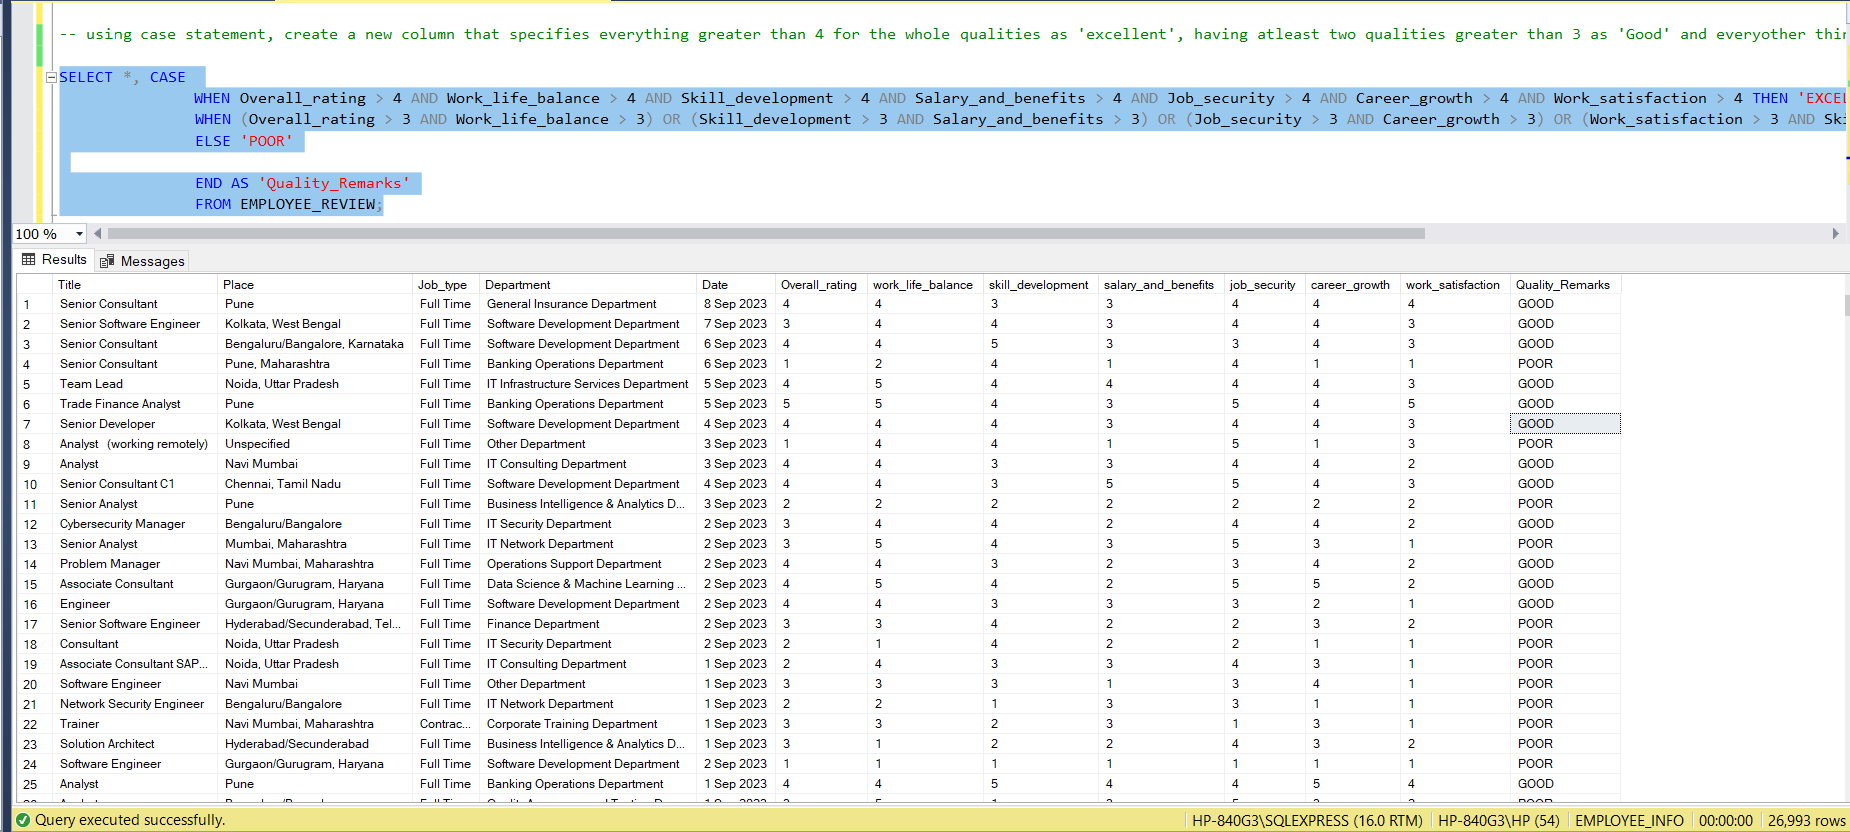 -- using case statement, create a new column that specifies everything greater than 4 for the whole qualities as 'excellent', having atleast two qualities greater than 3 as 'Good' and everyother
SELECT *, CASE
WHEN Overall_rating > 4 AND Work_life_balance > 4 AND Skill_development > 4 AND Salary_and_benefits > 4 AND Job_security > 4 AND Career_growth > 4 AND Work_satisfaction > 4 THEN
WHEN (Overall_rating > 3 AND Work_life_balance > 3) OR (Skill_development > 3 AND Salary_and_benefits > 3) OR (Job_security > 3 AND Career_growth > 3) OR (Work_satisfaction > 3 AND
ELSE 'POOR'
END AS 'Quality_Remarks'
FROM EMPLOYEE_REVIEW;
100 %
Results Messages
Title Place Job_type Department Date Overall_rating work_life_balance skill_development salary_and_benefits job_security career_growth work_satisfaction Quality_Remarks
1 Senior Consultant Pune Full Time General Insurance Department 8 Sep 2023 4 4 3 3 4 4 4 GOOD
2 Senior Software Engineer Kolkata, West Bengal Full Time Software Development Department 7 Sep 2023 3 4 4 3 4 4 3 GOOD
3 Senior Consultant Bengaluru/Bangalore, Karnataka Full Time Software Development Department 6 Sep 2023 4 4 5 3 3 4 3 GOOD
4 Senior Consultant Pune, Maharashtra Full Time Banking Operations Department 6 Sep 2023 1 2 4 1 4 1 1 POOR
5 Team Lead Noida, Uttar Pradesh Full Time IT Infrastructure Services Department 5 Sep 2023 4 5 4 4 4 4 3 GOOD
6 Trade Finance Analyst Pune Full Time Banking Operations Department 5 Sep 2023 5 5 4 3 5 4 5 GOOD
7 Senior Developer Kolkata, West Bengal Full Time Software Development Department 4 Sep 2023 4 4 4 3 4 4 3 GOOD
8 Analyst (working remotely) Unspecified Full Time Other Department 3 Sep 2023 1 4 4 1 5 1 3 POOR
9 Analyst Navi Mumbai Full Time IT Consulting Department 3 Sep 2023 4 4 3 3 4 4 2 GOOD
10 Senior Consultant C1 Chennai, Tamil Nadu Full Time Software Development Department 4 Sep 2023 4 4 3 5 5 4 3 GOOD
11 Senior Analyst Pune Full Time Business Intelligence & Analytics D... 3 Sep 2023 2 2 2 2 2 2 2 POOR
12 Cybersecurity Manager Bengaluru/Bangalore Full Time IT Security Department 2 Sep 2023 3 4 4 2 4 4 2 GOOD
13 Senior Analyst Mumbai, Maharashtra Full Time IT Network Department 2 Sep 2023 3 5 4 3 5 3 1 POOR
14 Problem Manager Navi Mumbai, Maharashtra Full Time Operations Support Department 2 Sep 2023 4 4 3 2 3 4 2 GOOD
15 Associate Consultant Gurgaon/Gurugram, Haryana Full Time Data Science & Machine Learning ... 2 Sep 2023 4 5 4 2 5 5 2 GOOD
16 Engineer Gurgaon/Gurugram, Haryana Full Time Software Development Department 2 Sep 2023 4 4 3 3 3 2 1 GOOD
17 Senior Software Engineer Hyderabad/Secunderabad, Tel... Full Time Finance Department 2 Sep 2023 3 3 4 2 2 3 2 POOR
18 Consultant Noida, Uttar Pradesh Full Time IT Security Department 2 Sep 2023 2 1 4 2 2 1 1 POOR
19 Associate Consultant SAP... Noida, Uttar Pradesh Full Time IT Consulting Department 1 Sep 2023 2 4 3 3 4 3 1 POOR
20 Software Engineer Navi Mumbai Full Time Other Department 1 Sep 2023 3 3 3 1 3 4 1 POOR
21 Network Security Engineer Bengaluru/Bangalore Full Time IT Network Department 1 Sep 2023 2 2 1 3 3 1 1 POOR
22 Trainer Navi Mumbai, Maharashtra Contrac... Corporate Training Department 1 Sep 2023 3 3 2 3 1 3 1 POOR
23 Solution Architect Hyderabad/Secunderabad Full Time Business Intelligence & Analytics D... 1 Sep 2023 3 1 2 2 4 3 2 POOR
24 Software Engineer Gurgaon/Gurugram, Haryana Full Time Software Development Department 2 Sep 2023 1 1 1 1 1 1 1 POOR
25 Analyst Pune Full Time Banking Operations Department 1 Sep 2023 4 4 5 4 4 5 4 GOOD
Query executed successfully. HP-840G3\SQLEXPRESS (16.0 RTM) HP-840G3\HP (54) EMPLOYEE_INFO 00:00:00 26,993 rows